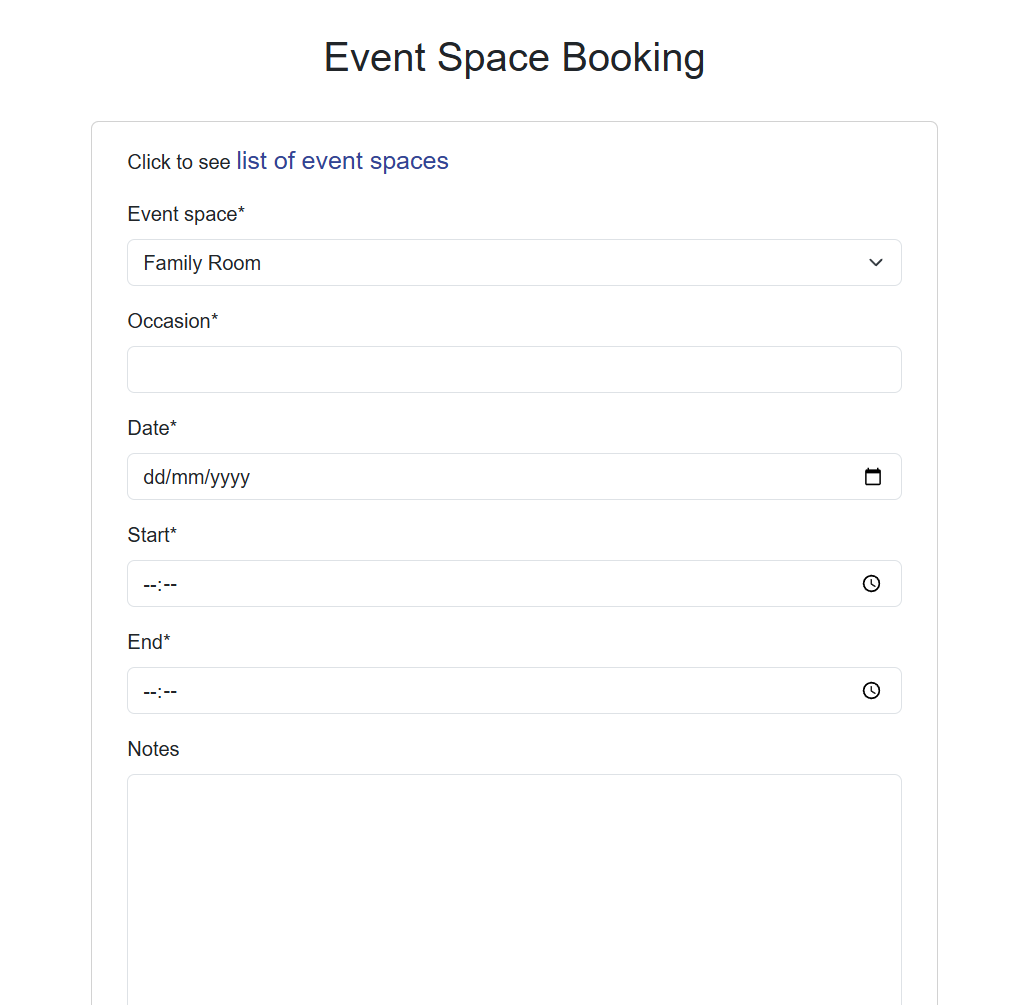 Event Space Booking
Click to see list of event spaces
Event space*
Family Room
Occasion*
Date*
dd/mm/yyyy
Start*
--:--
End*
--:--
Notes